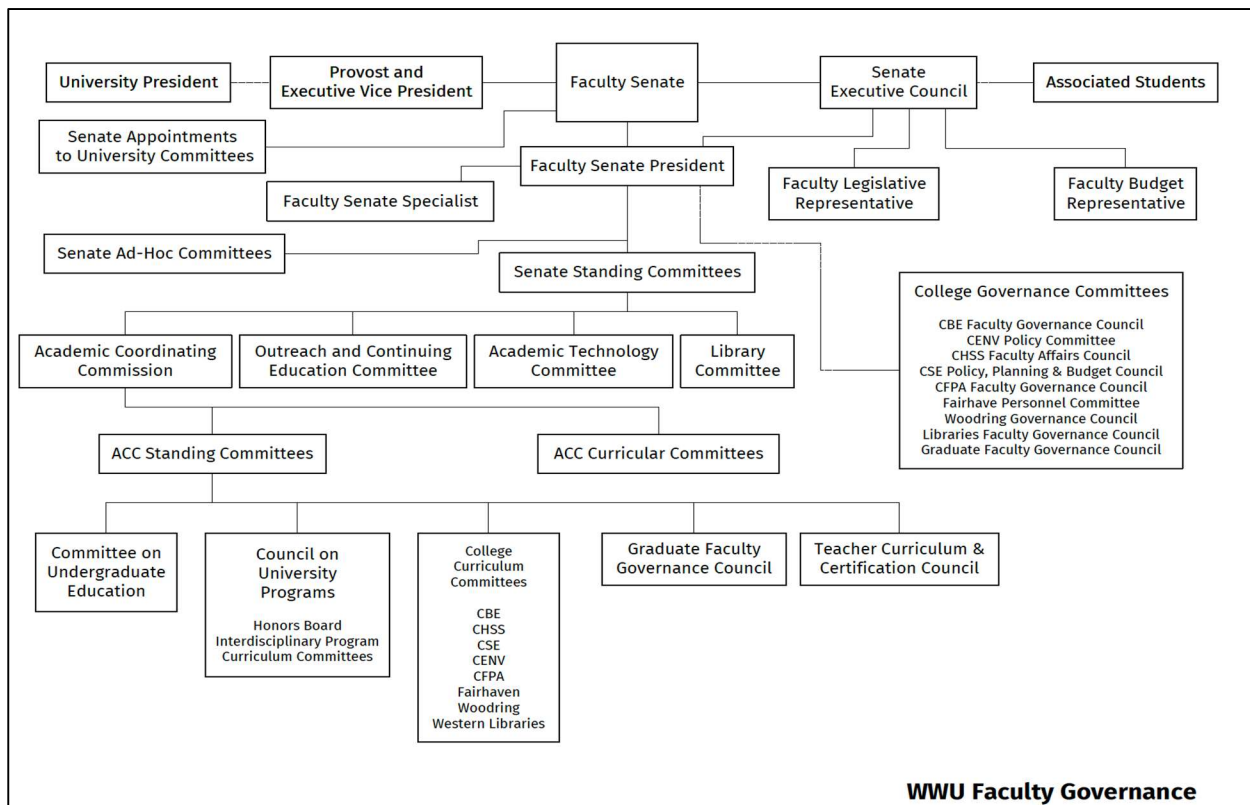 University President
Provost and
Executive Vice President
Faculty Senate
Senate
Executive Council
Associated Students
Senate Appointments
to University Committees
Faculty Senate President
Faculty Senate Specialist
Faculty Legislative
Representative
Faculty Budget
Representative
Senate Ad-Hoc Committees
Senate Standing Committees
College Governance Committees
CBE Faculty Governance Council
CENV Policy Committee
CHSS Faculty Affairs Council
CSE Policy, Planning & Budget Council
CFPA Faculty Governance Council
Fairhave Personnel Committee
Woodring Governance Council
Libraries Faculty Governance Council
Graduate Faculty Governance Council
Academic Coordinating
Commission
Outreach and Continuing
Education Committee
Academic Technology
Committee
Library
Committee
ACC Standing Committees
ACC Curricular Committees
Committee on
Undergraduate
Education
Council on
University
Programs
Honors Board
Interdisciplinary Program
Curriculum Committees
College
Curriculum
Committees
CBE
CHSS
CSE
CENV
CFPA
Fairhaven
Woodring
Western Libraries
Graduate Faculty
Governance Council
Teacher Curriculum &
Certification Council
WWU Faculty Governance